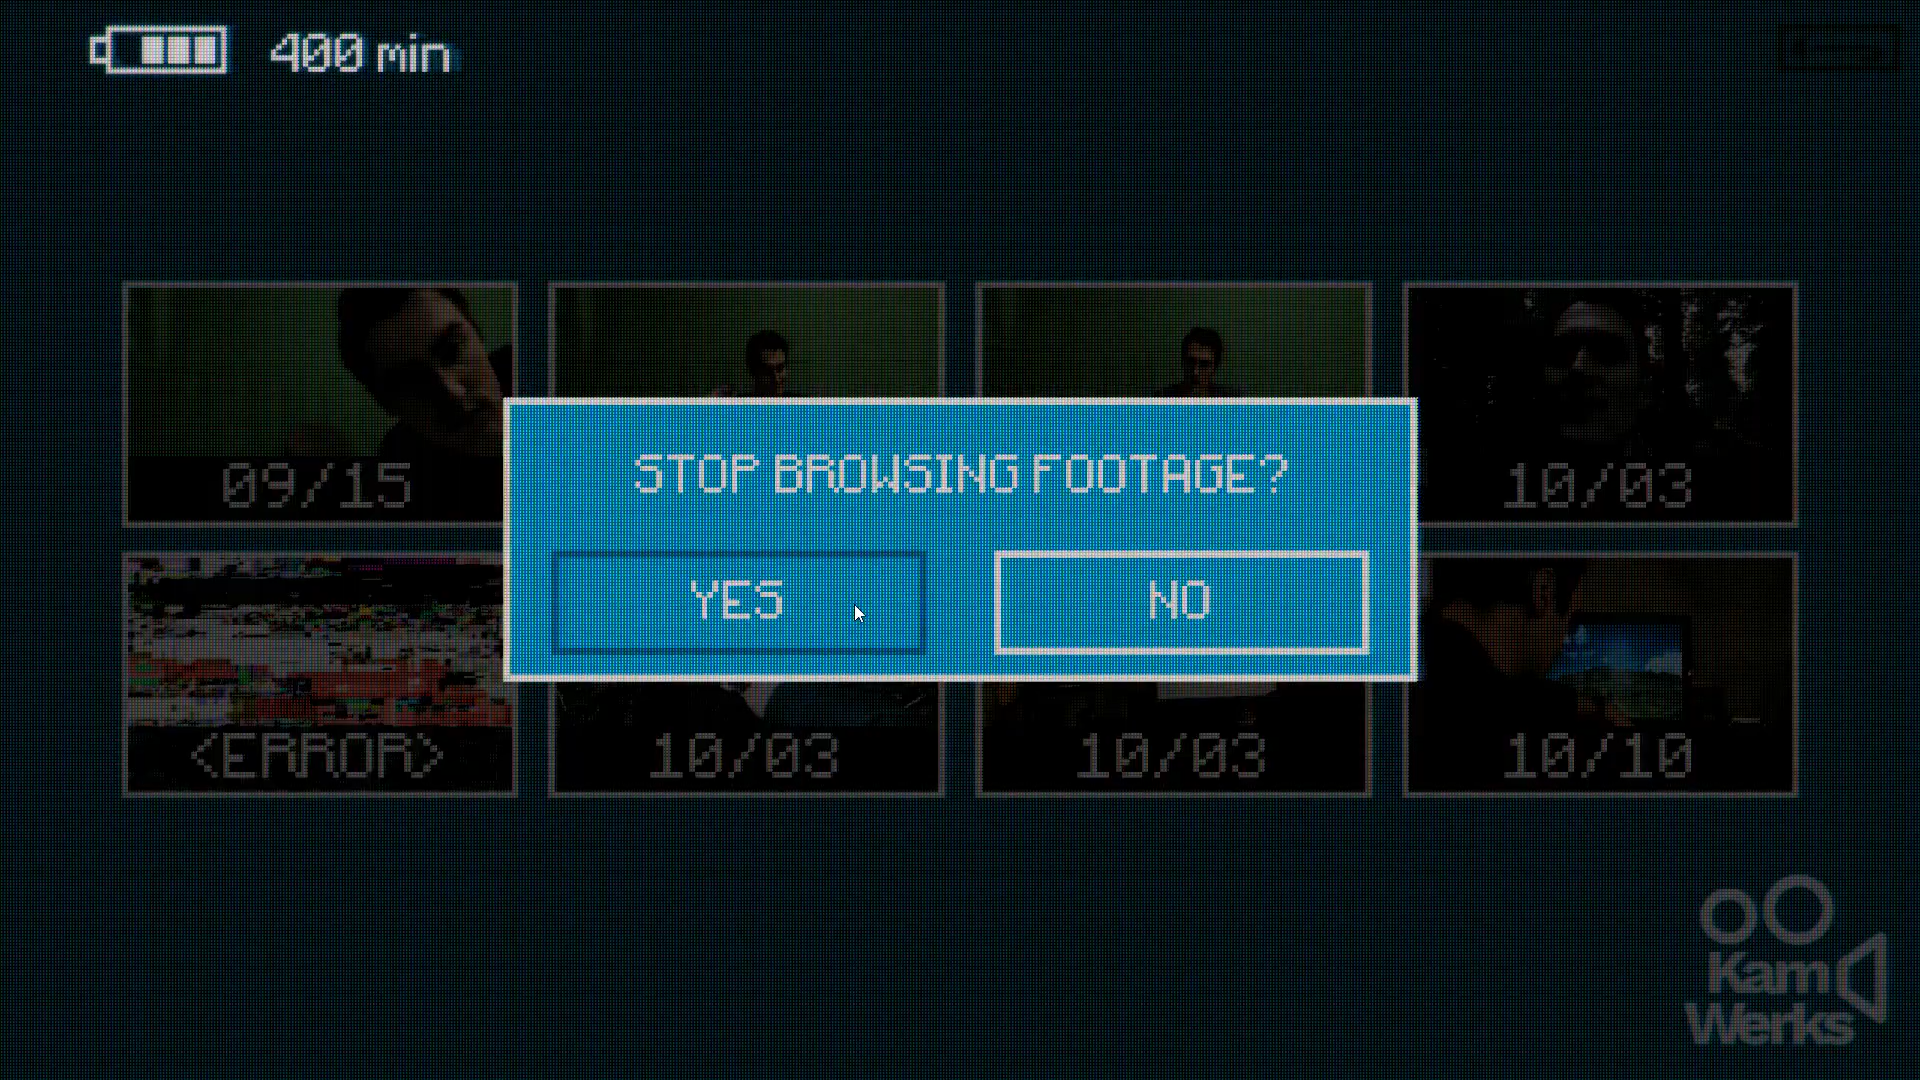 400 min
STOP BROWSING FOOTAGE?
YES
NO
09/15
10/03
<ERROR>
10/03
10/03
10/10
Kam
Werks